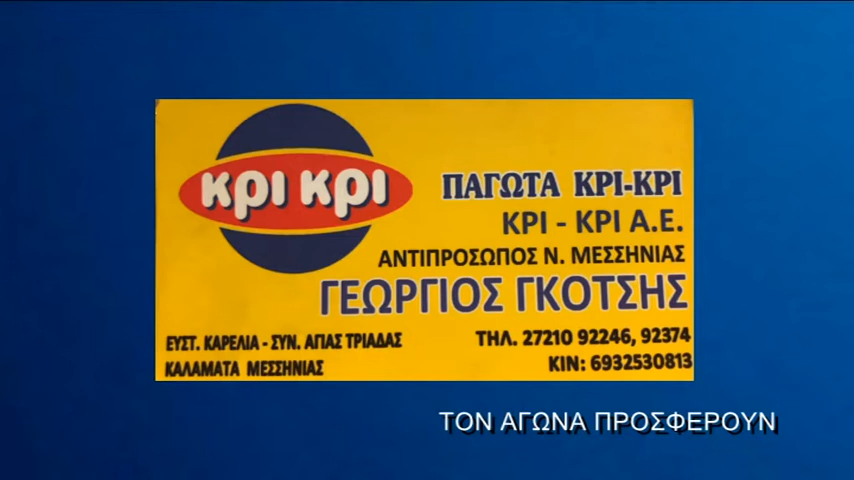 κρι κρι
ΠΑΓΩΤΑ ΚΡΙ-ΚΡΙ
ΚΡΙ - ΚΡΙ Α.Ε.
ΑΝΤΙΠΡΟΣΩΠΟΣ Ν. ΜΕΣΣΗΝΙΑΣ
ΓΕΩΡΓΙΟΣ ΓΚΟΤΣΗΣ
ΕΥΣΤ. ΚΑΡΕΛΙΑ - ΣΥΝ. ΑΓΙΑΣ ΤΡΙΑΔΑΣ
ΚΑΛΑΜΑΤΑ ΜΕΣΣΗΝΙΑΣ
ΤΗΛ. 27210 92246, 92374
ΚΙΝ: 6932530813
ΤΟΝ ΑΓΩΝΑ ΠΡΟΣΦΕΡΟΥΝ